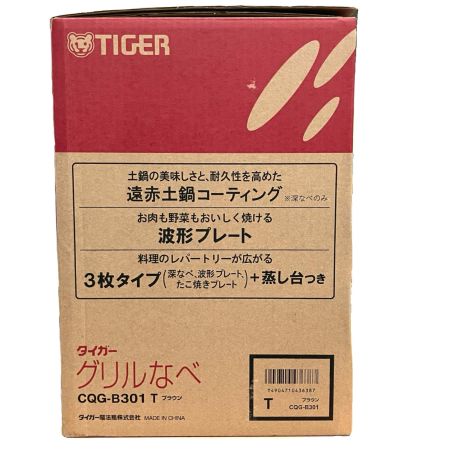 TIGER
土鍋の美味しさと、耐久性を高めた
遠赤土鍋コーティング ※深なべのみ
お肉も野菜もおいしく焼ける
波形プレート
料理のレパートリーが広がる
3枚タイプ(深なべ、波形プレート、たこ焼きプレート)+蒸し台つき
タイガー
グリルなべ
CQG-B301 T ブラウン
タイガー魔法瓶株式会社 MADE IN CHINA
T4904710436387
T ブラウン
CQG-B301